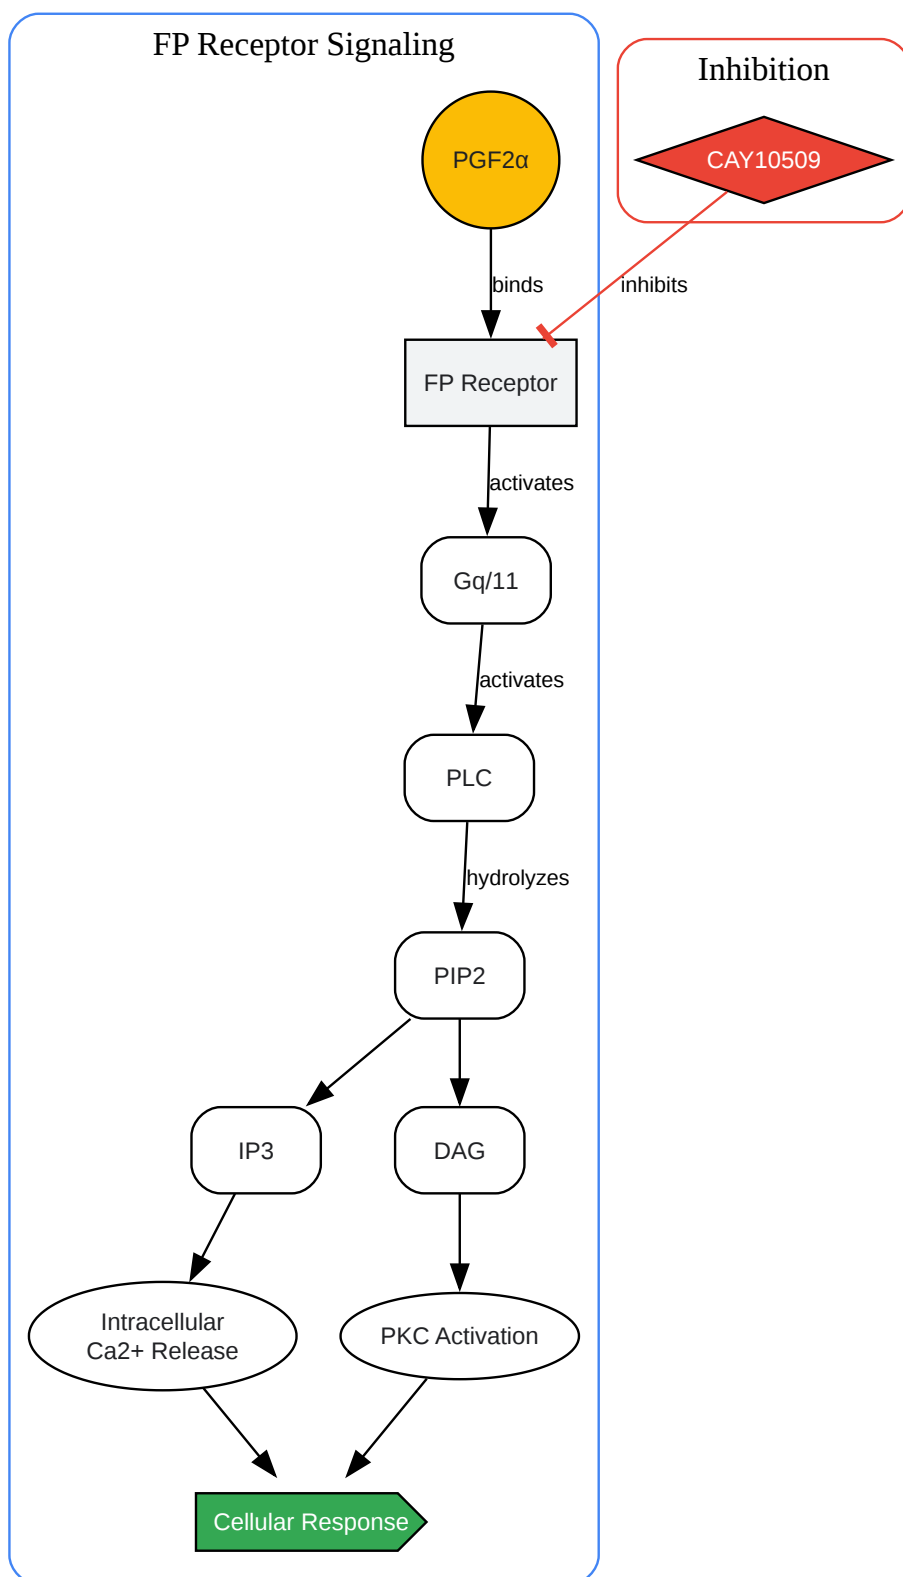 FP Receptor Signaling
Inhibition
PGF2α
CAY10509
binds
inhibits
FP Receptor
activates
Gq/11
activates
PLC
hydrolyzes
PIP2
IP3
DAG
Intracellular
Ca2+ Release
PKC Activation
Cellular Response